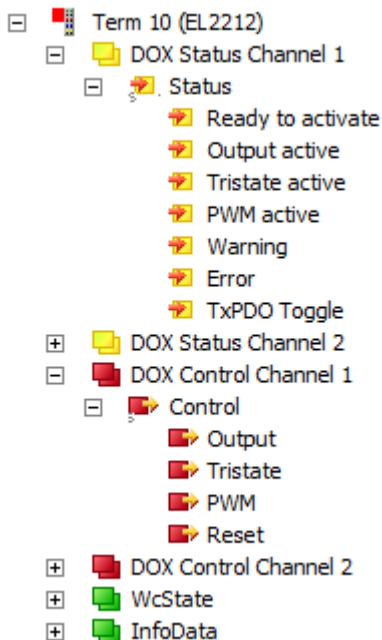 Term 10 (EL2212)
DOX Status Channel 1
Status
Ready to activate
Output active
Tristate active
PWM active
Warning
Error
TxPDO Toggle
DOX Status Channel 2
DOX Control Channel 1
Control
Output
Tristate
PWM
Reset
DOX Control Channel 2
WcState
InfoData